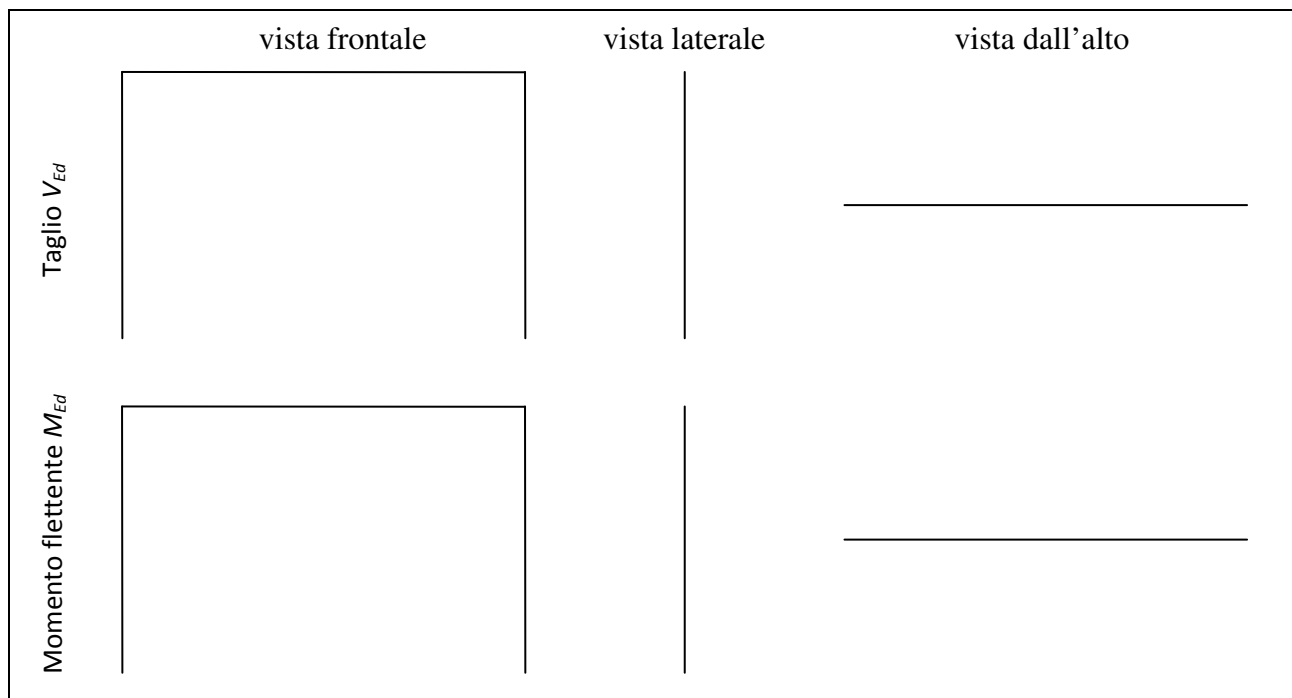 vista frontale
vista laterale
vista dall'alto
Taglio V_Ed
Momento flettente M_Ed